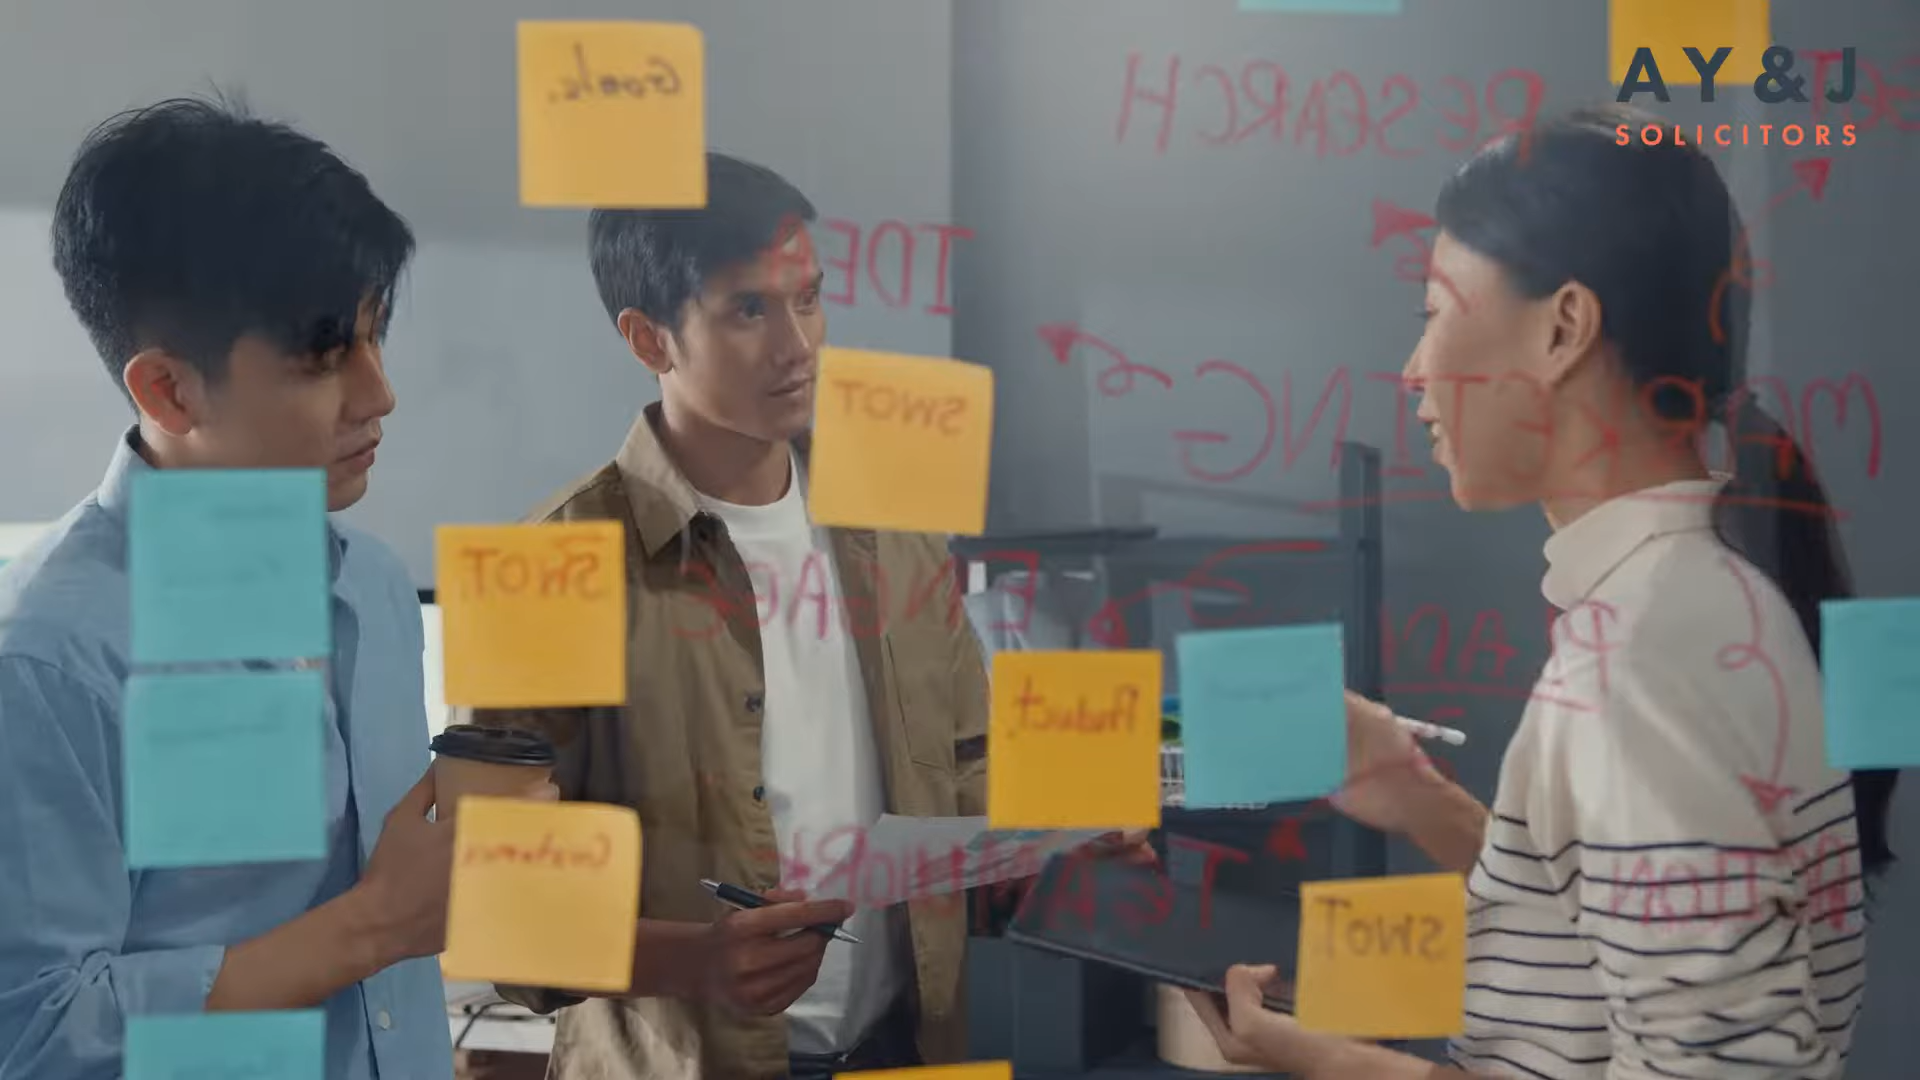 AY&J
SOLICITORS
Goals.
RESEARCH
IDEA
SWOT
MARKETING
SWOT
ENGAGE
PLAN
Product.
Customer
TEAMWORK
ACTION
SWOT